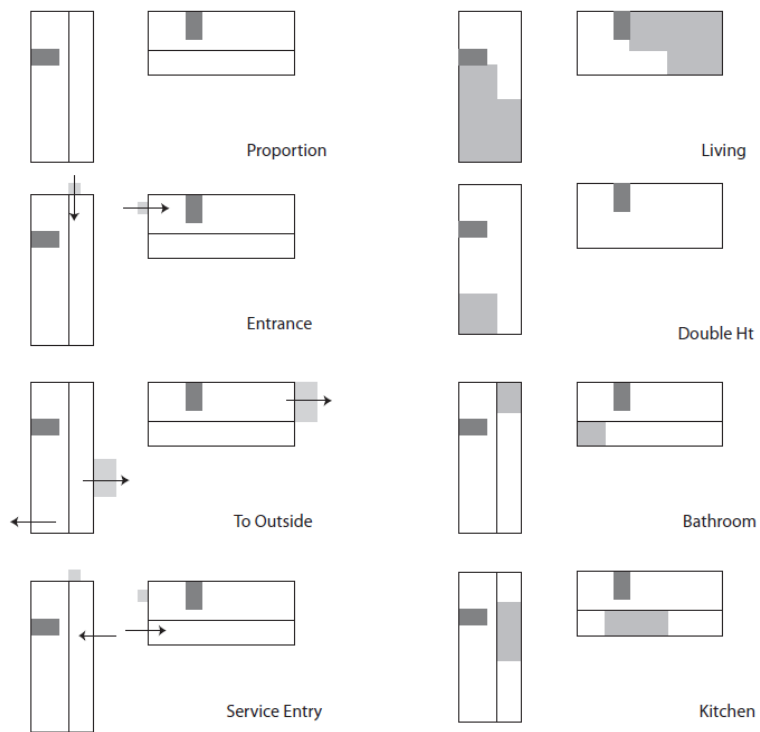 Proportion
Living
Entrance
Double Ht
To Outside
Bathroom
Service Entry
Kitchen